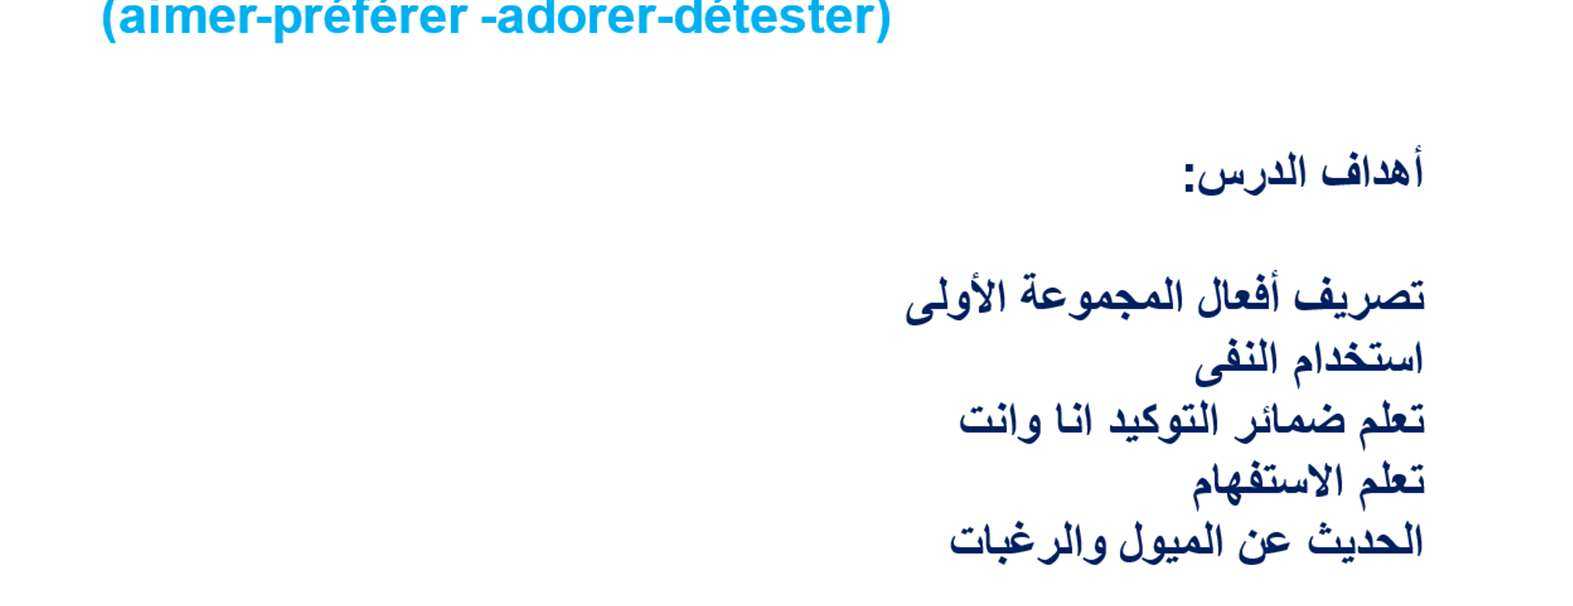 (aimer-préférer -adorer-détester)
أهداف الدرس:
تصريف أفعال المجموعة الأولى
استخدام النفى
تعلم ضمائر التوكيد انا وانت
تعلم الاستفهام
الحديث عن الميول والرغبات